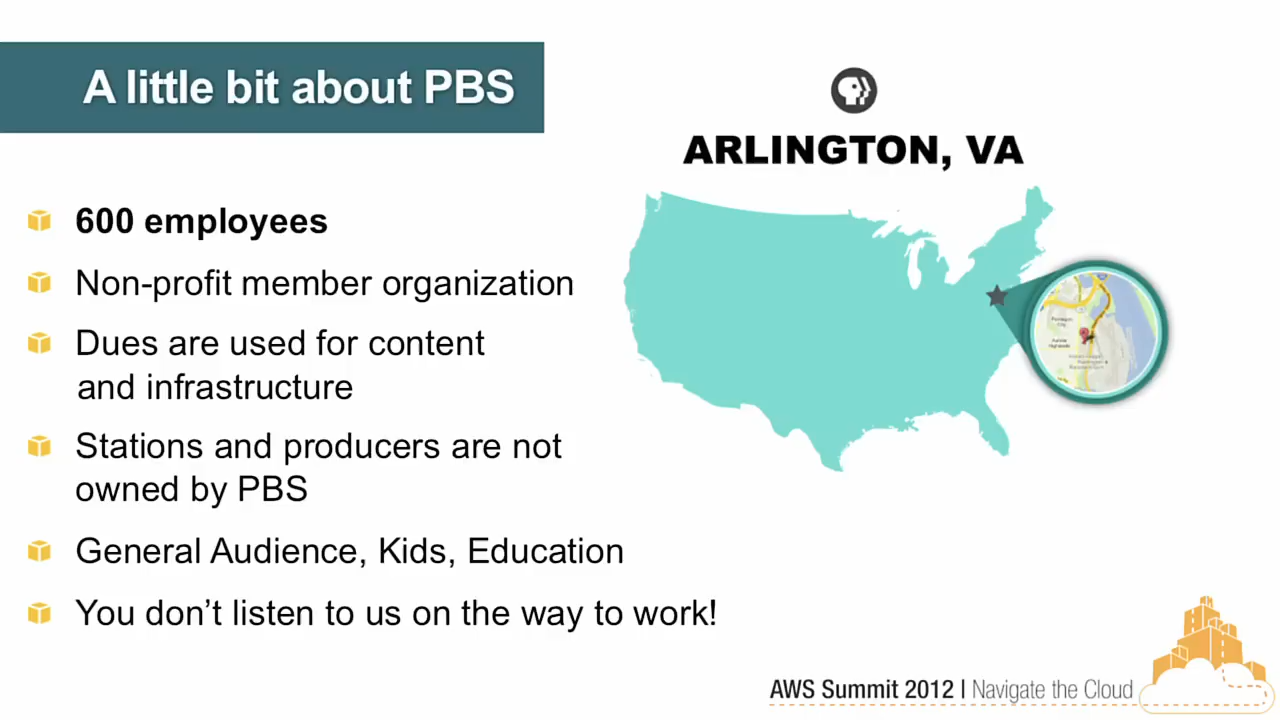 A little bit about PBS
ARLINGTON, VA
600 employees
Non-profit member organization
Dues are used for content
and infrastructure
Stations and producers are not
owned by PBS
General Audience, Kids, Education
You don’t listen to us on the way to work!
AWS Summit 2012 | Navigate the Cloud